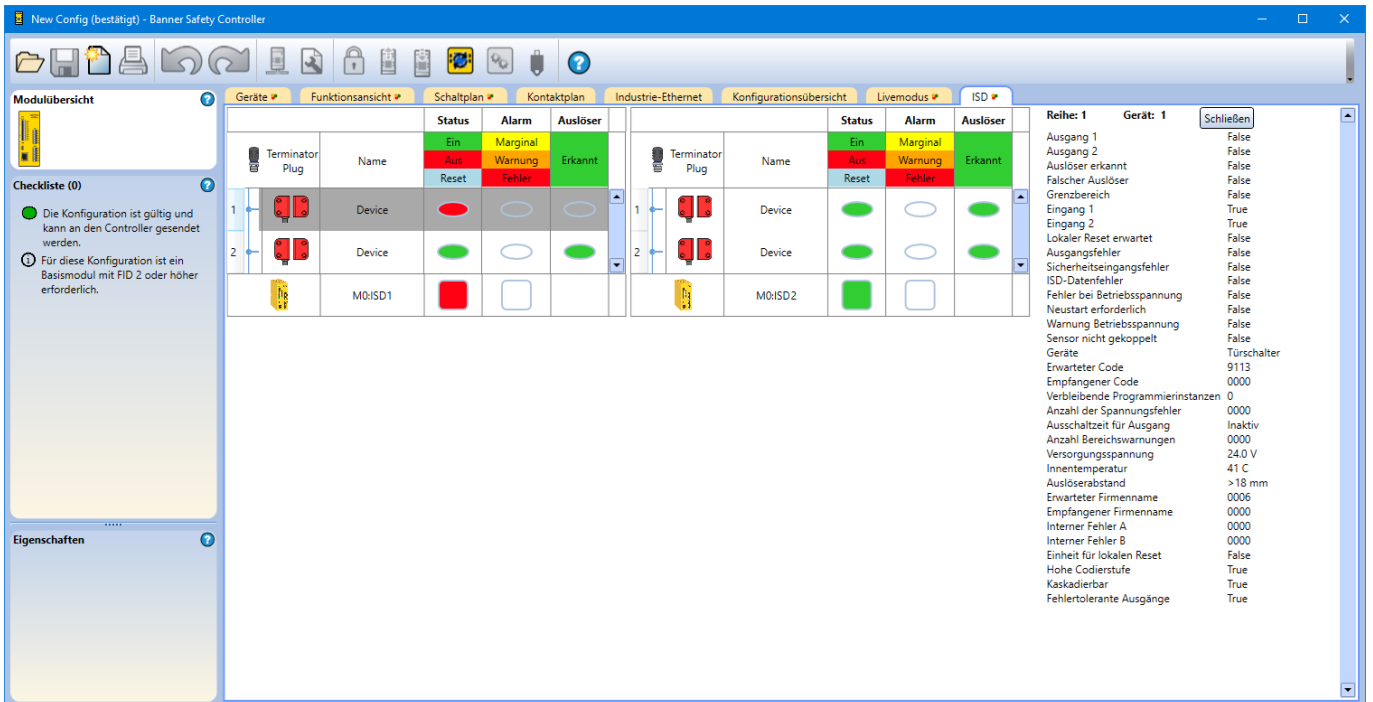 New Config (bestätigt) - Banner Safety Controller
Modulübersicht
Checkliste (0)
Die Konfiguration ist gültig und
kann an den Controller gesendet
werden.
Für diese Konfiguration ist ein
Basismodul mit FID 2 oder höher
erforderlich.
Eigenschaften
Geräte Funktionsansicht Schaltplan Kontaktplan Industrie-Ethernet Konfigurationsübersicht Livemodus ISD
Status Alarm Auslöser
Terminator
Plug
Name
Ein Marginal
Aus Warnung Erkannt
Reset Fehler
1 Device
2 Device
M0:ISD1
Status Alarm Auslöser
Terminator
Plug
Name
Ein Marginal
Aus Warnung Erkannt
Reset Fehler
1 Device
2 Device
M0:ISD2
Reihe: 1 Gerät: 1 Schließen
Ausgang 1 False
Ausgang 2 False
Auslöser erkannt False
Falscher Auslöser False
Grenzbereich False
Eingang 1 True
Eingang 2 True
Lokaler Reset erwartet False
Ausgangsfehler False
Sicherheitseingangsfehler False
ISD-Datenfehler False
Fehler bei Betriebsspannung False
Neustart erforderlich False
Warnung Betriebsspannung False
Sensor nicht gekoppelt False
Geräte Türschalter
Erwarteter Code 9113
Empfangener Code 0000
Verbleibende Programmierinstanzen 0
Anzahl der Spannungsfehler 0000
Ausschaltzeit für Ausgang Inaktiv
Anzahl Bereichswarnungen 0000
Versorgungsspannung 24.0 V
Innentemperatur 41 C
Auslöserabstand >18 mm
Erwarteter Firmenname 0006
Empfangener Firmenname 0000
Interner Fehler A 0000
Interner Fehler B 0000
Einheit für lokalen Reset False
Hohe Codierstufe True
Kaskadierbar True
Fehlertolerante Ausgänge True